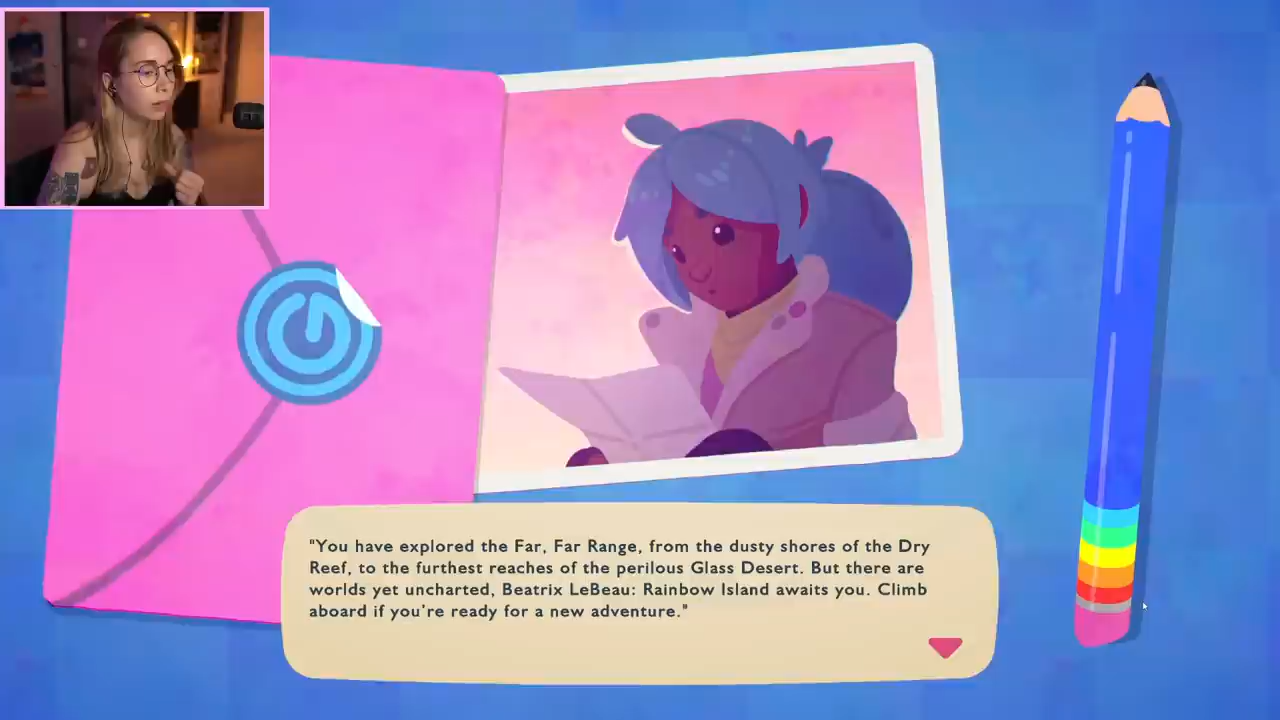 "You have explored the Far, Far Range, from the dusty shores of the Dry
Reef, to the furthest reaches of the perilous Glass Desert. But there are
worlds yet uncharted, Beatrix LeBeau: Rainbow Island awaits you. Climb
aboard if you're ready for a new adventure."